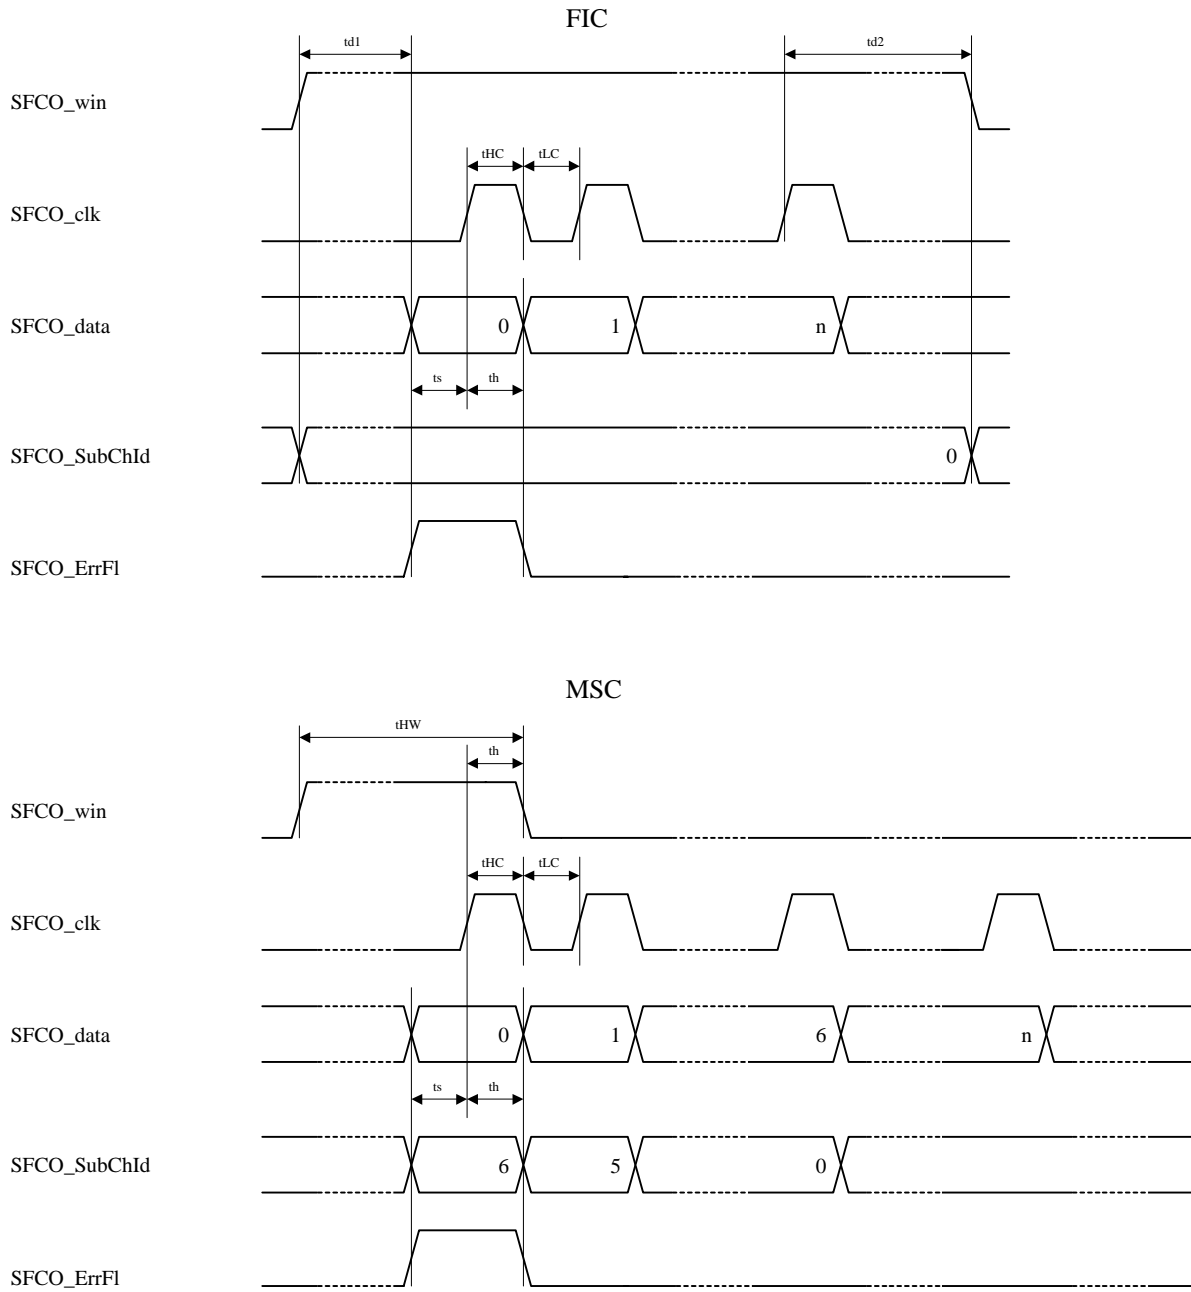 FIC
td1 td2
SFCO_win
tHC tLC
SFCO_clk
SFCO_data 0 1 n
ts th
SFCO_SubChId 0
SFCO_ErrFl
MSC
tHW
th
SFCO_win
tHC tLC
SFCO_clk
SFCO_data 0 1 6 n
ts th
SFCO_SubChId 6 5 0
SFCO_ErrFl